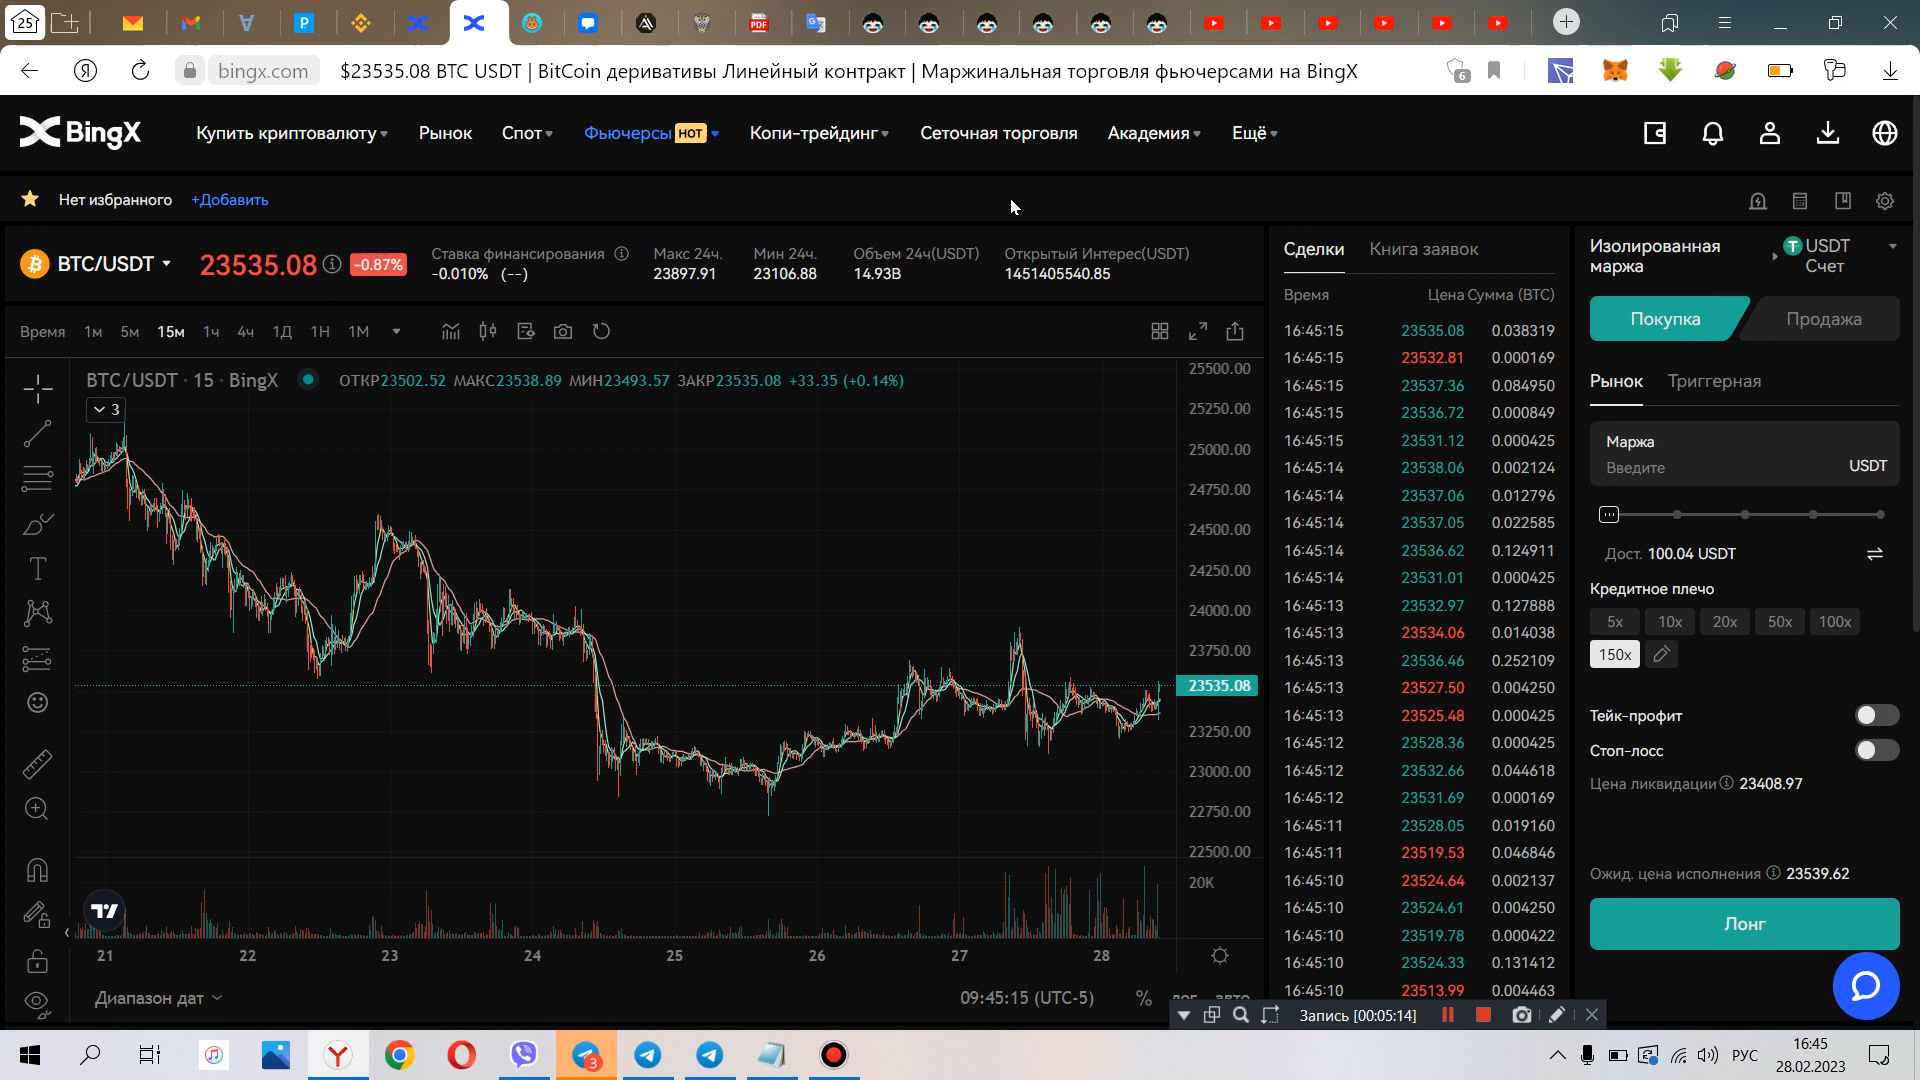 25
bingx.com
$23535.08 BTC USDT | BitCoin деривативы Линейный контракт | Маржинальная торговля фьючерсами на BingX
6
BingX
Купить криптовалюту
Рынок
Спот
Фьючерсы HOT
Копи-трейдинг
Сеточная торговля
Академия
Ещё
Нет избранного
+Добавить
BTC/USDT
23535.08
-0.87%
Ставка финансирования
-0.010% (--)
Макс 24ч.
23897.91
Мин 24ч.
23106.88
Объем 24ч(USDT)
14.93B
Открытый Интерес(USDT)
1451405540.85
Время 1м 5м 15м 1ч 4ч 1Д 1Н 1М
BTC/USDT · 15 · BingX
ОТКР23502.52 МАКС23538.89 МИН23493.57 ЗАКР23535.08 +33.35 (+0.14%)
3
25500.00
25250.00
25000.00
24750.00
24500.00
24250.00
24000.00
23750.00
23535.08
23250.00
23000.00
22750.00
22500.00
20K
21 22 23 24 25 26 27 28
Диапазон дат
09:45:15 (UTC-5)
%
Сделки
Книга заявок
Время Цена Сумма (BTC)
16:45:15 23535.08 0.038319
16:45:15 23532.81 0.000169
16:45:15 23537.36 0.084950
16:45:15 23536.72 0.000849
16:45:15 23531.12 0.000425
16:45:14 23538.06 0.002124
16:45:14 23537.06 0.012796
16:45:14 23537.05 0.022585
16:45:14 23536.62 0.124911
16:45:14 23531.01 0.000425
16:45:13 23532.97 0.127888
16:45:13 23534.06 0.014038
16:45:13 23536.46 0.252109
16:45:13 23527.50 0.004250
16:45:13 23525.48 0.000425
16:45:12 23528.36 0.000425
16:45:12 23532.66 0.044618
16:45:12 23531.69 0.000169
16:45:11 23528.05 0.019160
16:45:11 23519.53 0.046846
16:45:10 23524.64 0.002137
16:45:10 23524.61 0.004250
16:45:10 23519.78 0.000422
16:45:10 23524.33 0.131412
16:45:10 23513.99 0.004463
Изолированная
маржа
USDT
Счет
Покупка
Продажа
Рынок
Триггерная
Маржа
Введите
USDT
Дост. 100.04 USDT
Кредитное плечо
5x 10x 20x 50x 100x
150x
Тейк-профит
Стоп-лосс
Цена ликвидации 23408.97
Ожид. цена исполнения 23539.62
Лонг
Запись [00:05:14]
3
РУС
16:45
28.02.2023